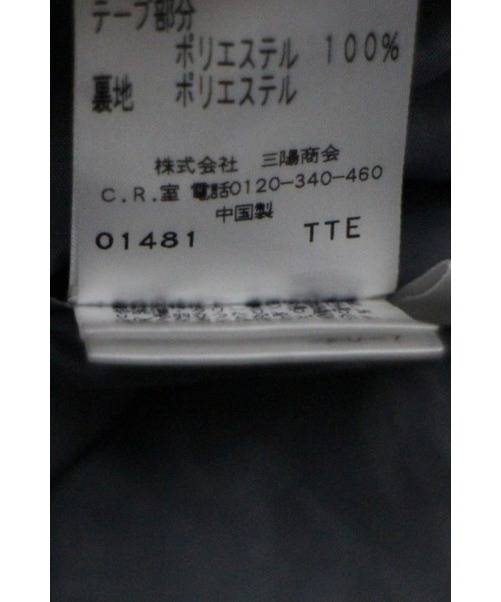 テープ部分
ポリエステル 100%
裏地 ポリエステル
株式会社 三陽商会
C.R.室 電話0120-340-460
中国製
01481 TTE